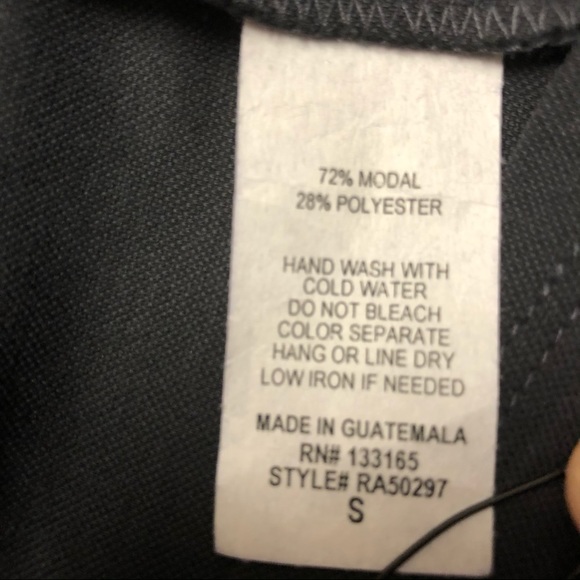 72% MODAL
28% POLYESTER
HAND WASH WITH
COLD WATER
DO NOT BLEACH
COLOR SEPARATE
HANG OR LINE DRY
LOW IRON IF NEEDED
MADE IN GUATEMALA
RN# 133165
STYLE# RA50297
S